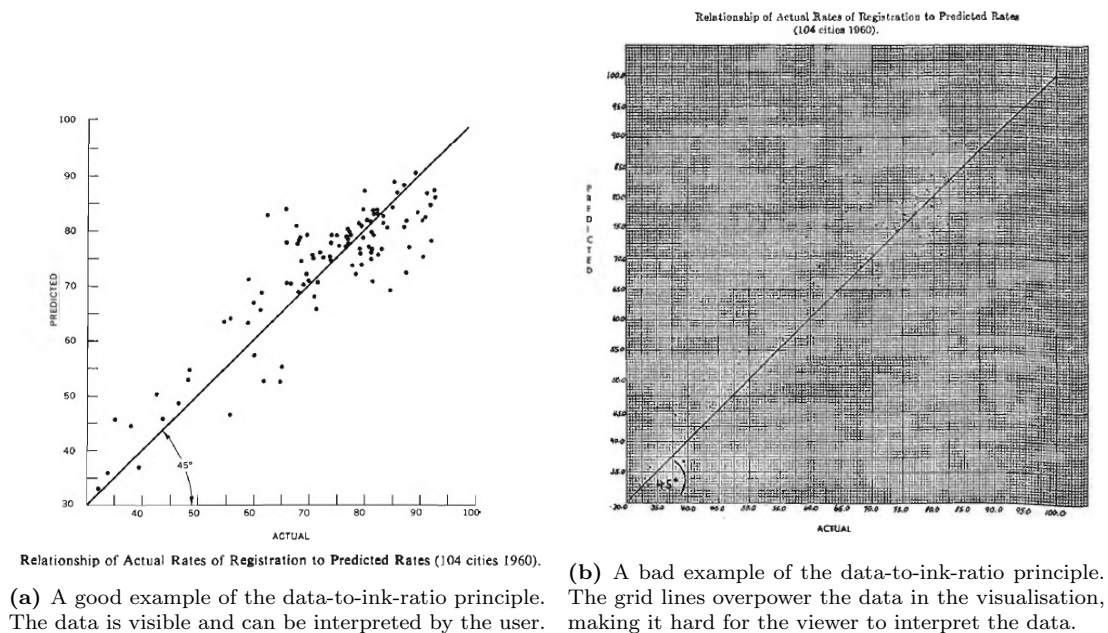 100
90
80
70
60
50
40
30
PREDICTED
45°
40
50
60
70
80
90
100
ACTUAL
Relationship of Actual Rates of Registration to Predicted Rates (104 cities 1960).
(a) A good example of the data-to-ink-ratio principle.
The data is visible and can be interpreted by the user.
Relationship of Actual Rates of Registration to Predicted Rates
(104 cities 1960).
100.0
PREDICTED
45°
ACTUAL
(b) A bad example of the data-to-ink-ratio principle.
The grid lines overpower the data in the visualisation,
making it hard for the viewer to interpret the data.